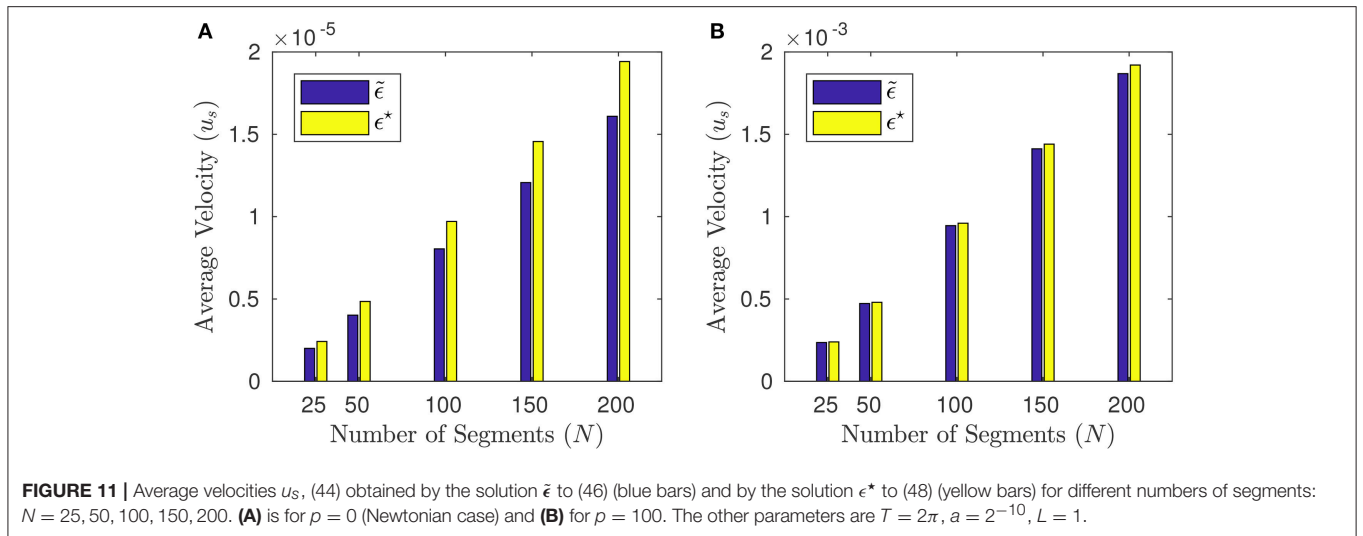 A
×10⁻⁵
2
1.5
1
0.5
0
Average Velocity (uₛ)
ϵ̃
ϵ⋆
25 50 100 150 200
Number of Segments (N)
B
×10⁻³
2
1.5
1
0.5
0
Average Velocity (uₛ)
ϵ̃
ϵ⋆
25 50 100 150 200
Number of Segments (N)
FIGURE 11 | Average velocities uₛ, (44) obtained by the solution ϵ̃ to (46) (blue bars) and by the solution ϵ⋆ to (48) (yellow bars) for different numbers of segments:
N = 25, 50, 100, 150, 200. (A) is for p = 0 (Newtonian case) and (B) for p = 100. The other parameters are T = 2π, a = 2⁻¹⁰, L = 1.